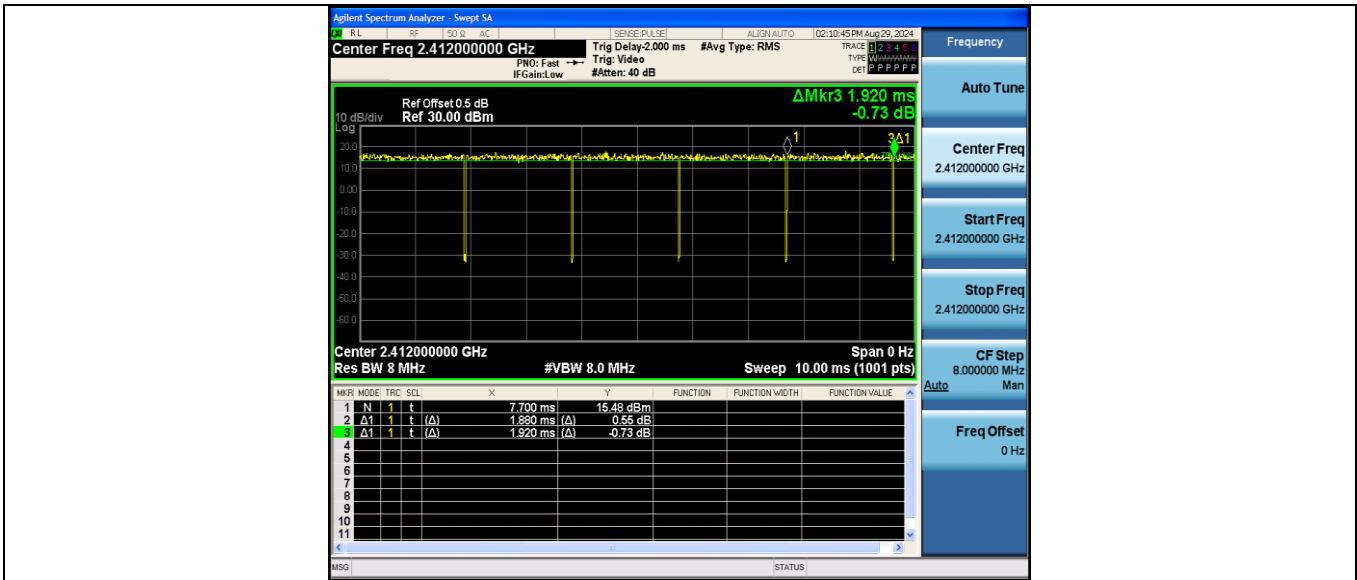 Agilent Spectrum Analyzer - Swept SA
RL RF 50 Ω AC SENSE:PULSE ALIGN AUTO 02:10:45 PM Aug 29, 2024
Center Freq 2.412000000 GHz
PNO: Fast
IFGain:Low
Trig Delay-2.000 ms
Trig: Video
#Atten: 40 dB
#Avg Type: RMS
TRACE 1 2 3 4 5 6
TYPE
DET P P P P P P
ΔMkr3 1.920 ms
-0.73 dB
Ref Offset 0.5 dB
10 dB/div Ref 30.00 dBm
Log
1
3Δ1
20.0
10.0
0.00
-10.0
-20.0
-30.0
-40.0
-50.0
-60.0
Center 2.412000000 GHz Span 0 Hz
Res BW 8 MHz #VBW 8.0 MHz Sweep 10.00 ms (1001 pts)
MKR MODE TRC SCL X Y FUNCTION FUNCTION WIDTH FUNCTION VALUE
1 N 1 t 7.700 ms 15.48 dBm
2 Δ1 1 t (Δ) 1.880 ms (Δ) 0.55 dB
3 Δ1 1 t (Δ) 1.920 ms (Δ) -0.73 dB
4
5
6
7
8
9
10
11
MSG STATUS
Frequency
Auto Tune
Center Freq
2.412000000 GHz
Start Freq
2.412000000 GHz
Stop Freq
2.412000000 GHz
CF Step
8.000000 MHz
Auto Man
Freq Offset
0 Hz